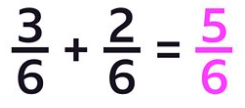 3/6 + 2/6 = 5/6